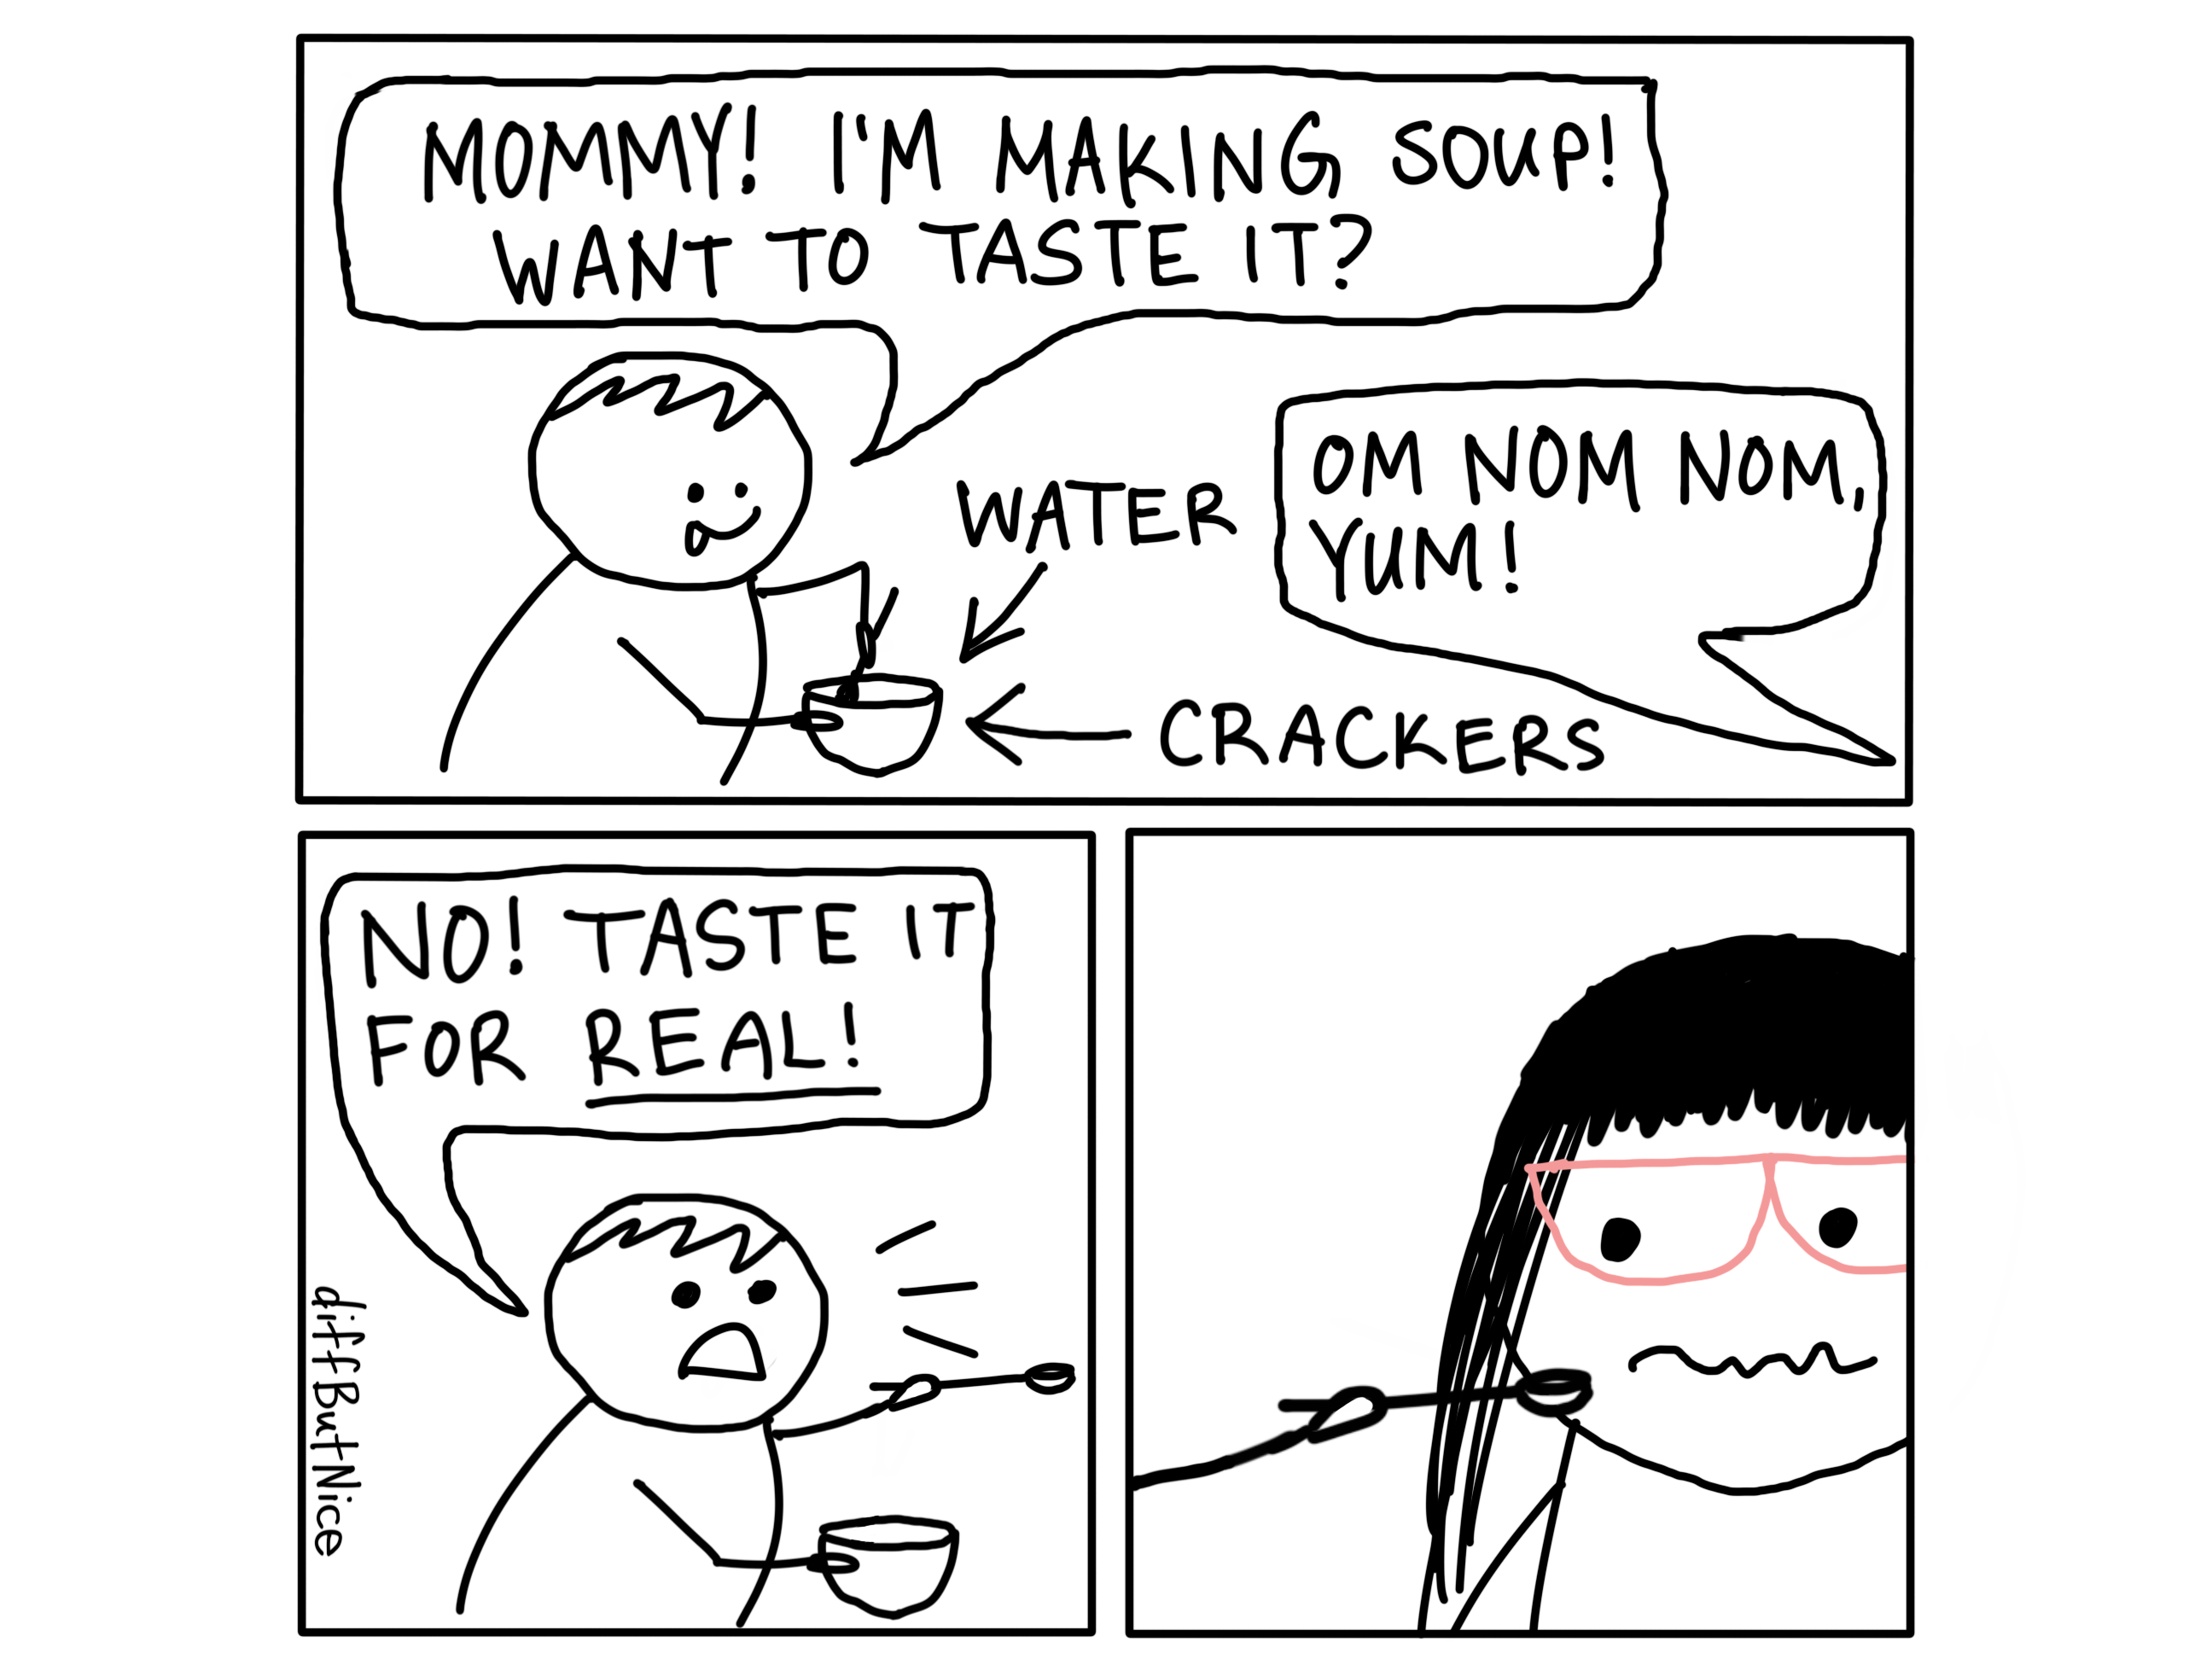 MOMMY! I'M MAKING SOUP!
WANT TO TASTE IT?
WATER
CRACKERS
OM NOM NOM,
YUM!
NO! TASTE IT
FOR REAL!
diffButNice